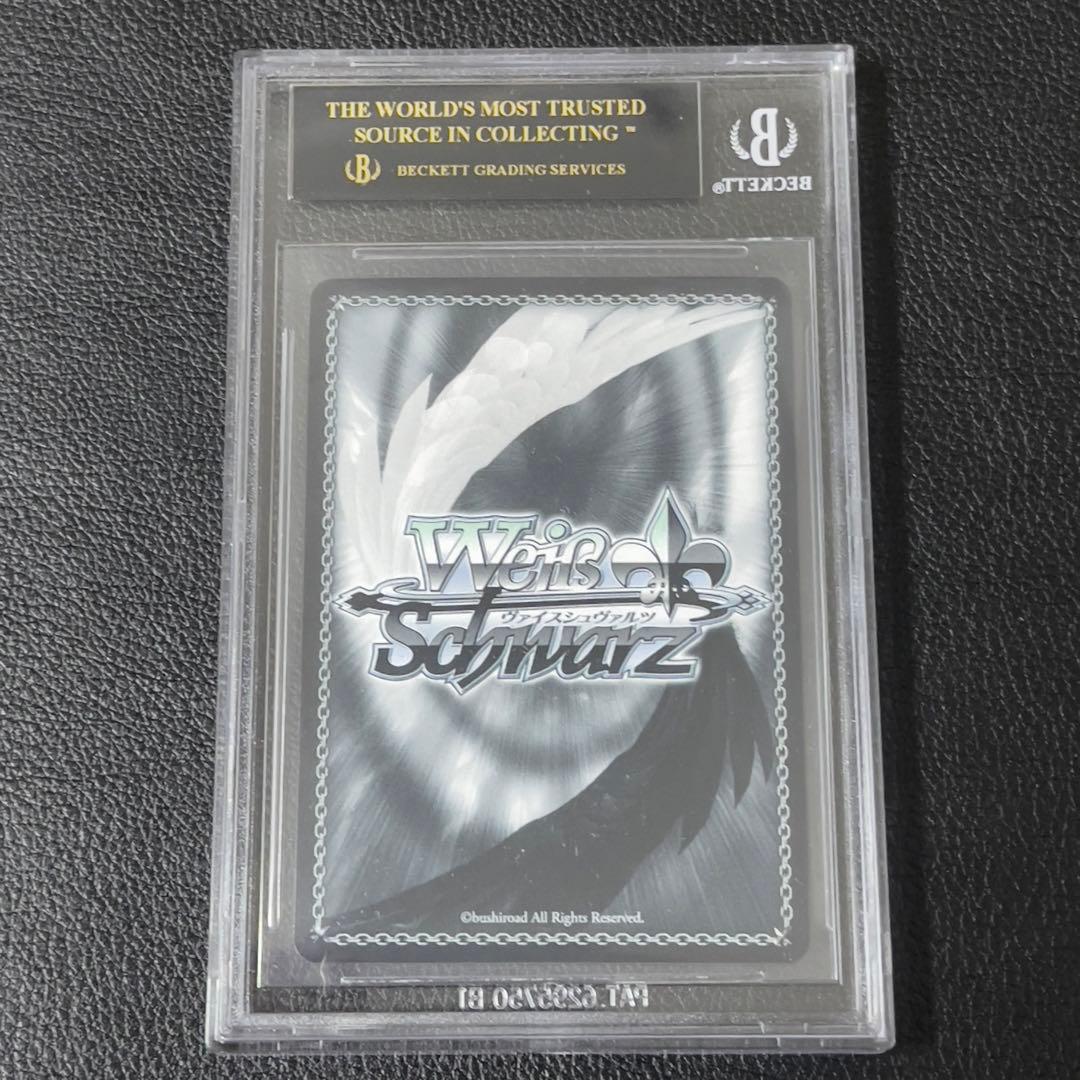 THE WORLD'S MOST TRUSTED
SOURCE IN COLLECTING ™
B BECKETT GRADING SERVICES
B
BECKETT®
Weiß
ヴァイスシュヴァルツ
Schwarz
©bushiroad All Rights Reserved.